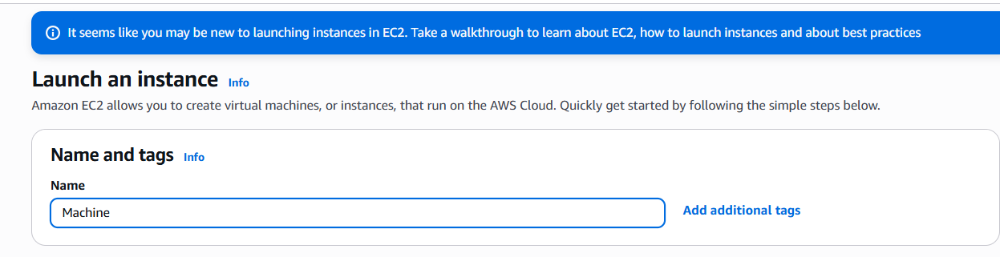 It seems like you may be new to launching instances in EC2. Take a walkthrough to learn about EC2, how to launch instances and about best practices
Launch an instance Info
Amazon EC2 allows you to create virtual machines, or instances, that run on the AWS Cloud. Quickly get started by following the simple steps below.
Name and tags Info
Name
Machine Add additional tags